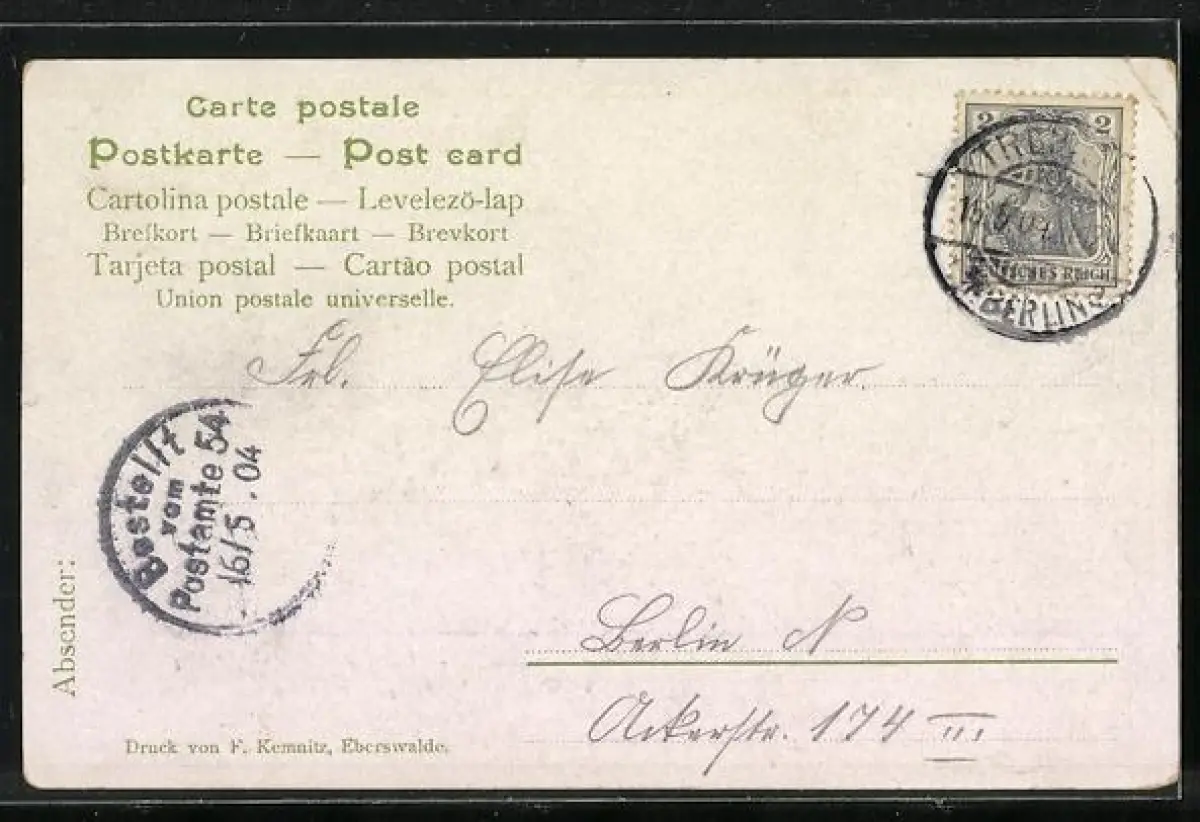 Carte postale
Postkarte — Post card
Cartolina postale — Levelező-lap
Brefkort — Briefkaart — Brevkort
Tarjeta postal — Cartão postal
Union postale universelle.
2 2
DEUTSCHES REICH
BERLIN
Frl. Elise Krüger.
Bestellt
vom
Postamte 54
16/5.04
Absender:
Berlin N
Ackerstr. 174 III.
Druck von F. Kemnitz, Eberswalde.